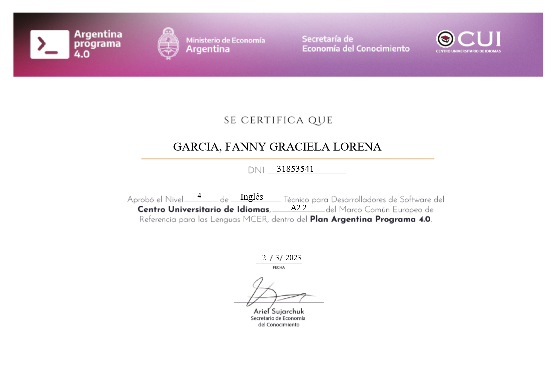 Argentina
programa
4.0
Ministerio de Economía
Argentina
Secretaría de
Economía del Conocimiento
CUI
CENTRO UNIVERSITARIO DE IDIOMAS
SE CERTIFICA QUE
GARCIA, FANNY GRACIELA LORENA
DNI 31853541
Aprobó el Nivel 4 de Inglés Técnico para Desarrolladores de Software del
Centro Universitario de Idiomas, A2.2 del Marco Común Europeo de
Referencia para las Lenguas MCER, dentro del Plan Argentina Programa 4.0.
2 / 3/ 2023
FECHA
Ariel Sujarchuk
Secretario de Economía
del Conocimiento